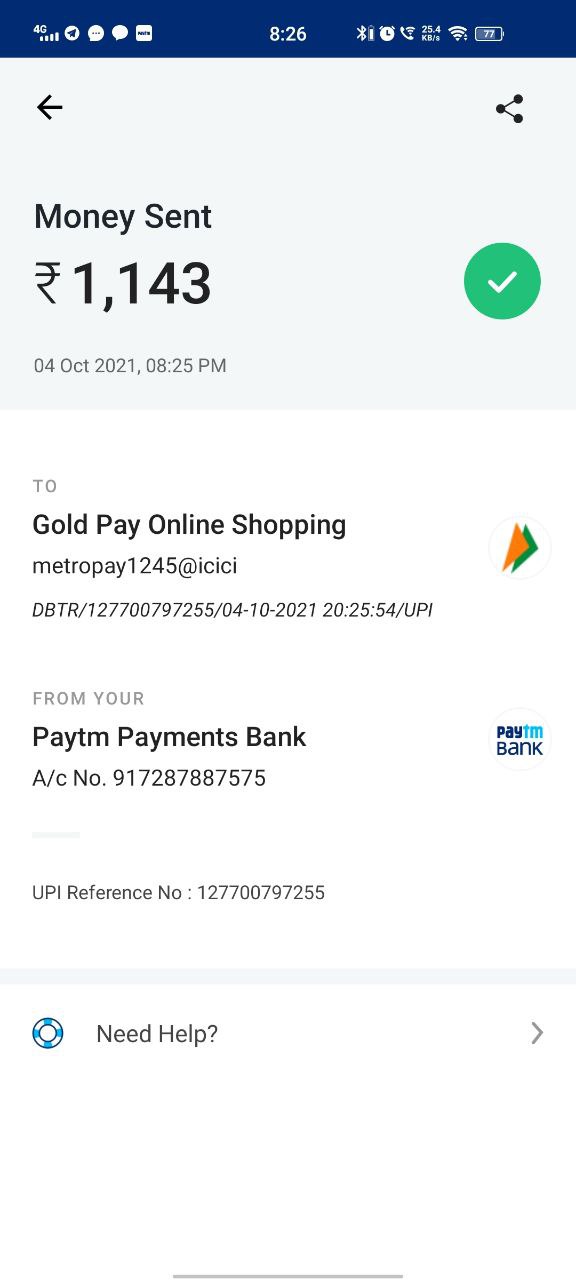 4G 8:26 25.4 KB/s 77
Money Sent
₹1,143
04 Oct 2021, 08:25 PM
TO
Gold Pay Online Shopping
metropay1245@icici
DBTR/127700797255/04-10-2021 20:25:54/UPI
FROM YOUR
Paytm Payments Bank
paytm
BANK
A/c No. 917287887575
UPI Reference No : 127700797255
Need Help?